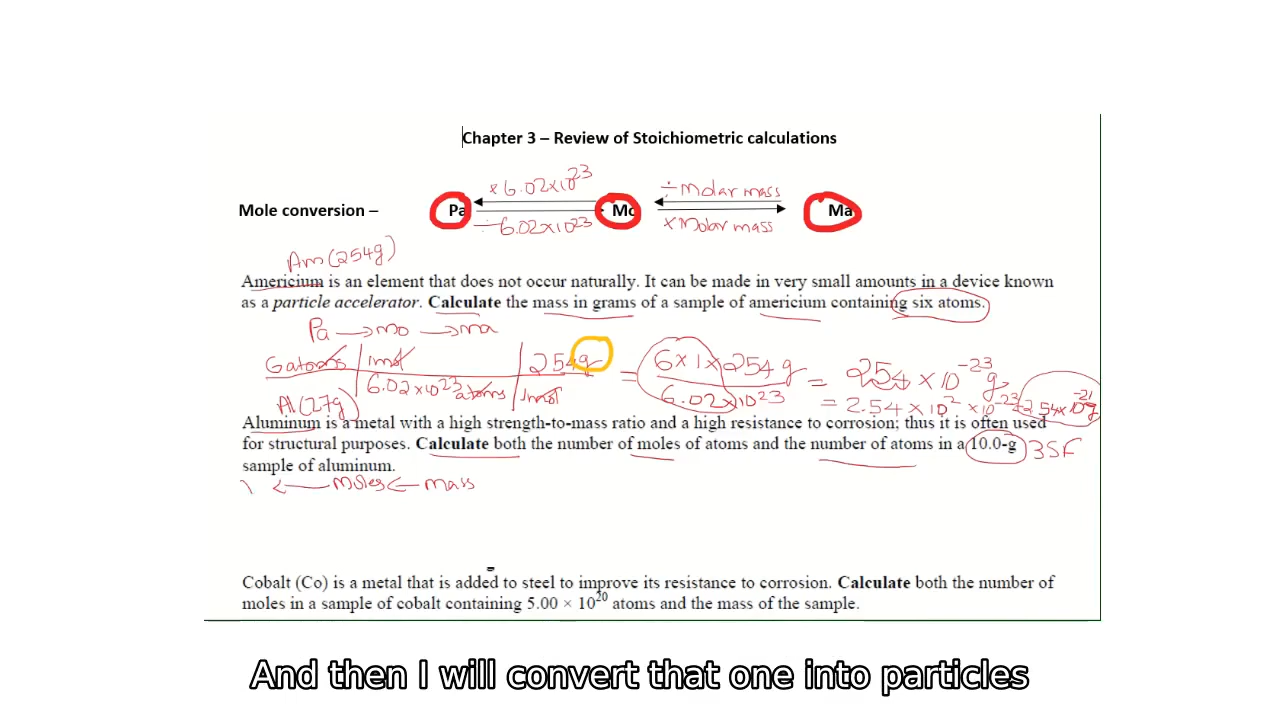 Chapter 3 – Review of Stoichiometric calculations
×6.02×10²³ ÷Molar mass
Mole conversion – Pa Mo Ma
÷6.02×10²³ ×Molar mass
Am(254g)
Americium is an element that does not occur naturally. It can be made in very small amounts in a device known
as a particle accelerator. Calculate the mass in grams of a sample of americium containing six atoms.
Pa → mo → ma
6 atoms | 1mol | 254g = 6×1×254g = 254×10⁻²³g
6.02×10²³ atoms | 1mol 6.02×10²³ = 2.54×10²×10⁻²³ = 2.54×10⁻²¹g
Al(27g)
Aluminum is a metal with a high strength-to-mass ratio and a high resistance to corrosion; thus it is often used
for structural purposes. Calculate both the number of moles of atoms and the number of atoms in a 10.0-g 3SF
sample of aluminum.
← Moles ← Mass
Cobalt (Co) is a metal that is added to steel to improve its resistance to corrosion. Calculate both the number of
moles in a sample of cobalt containing 5.00 × 10²⁰ atoms and the mass of the sample.
And then I will convert that one into particles